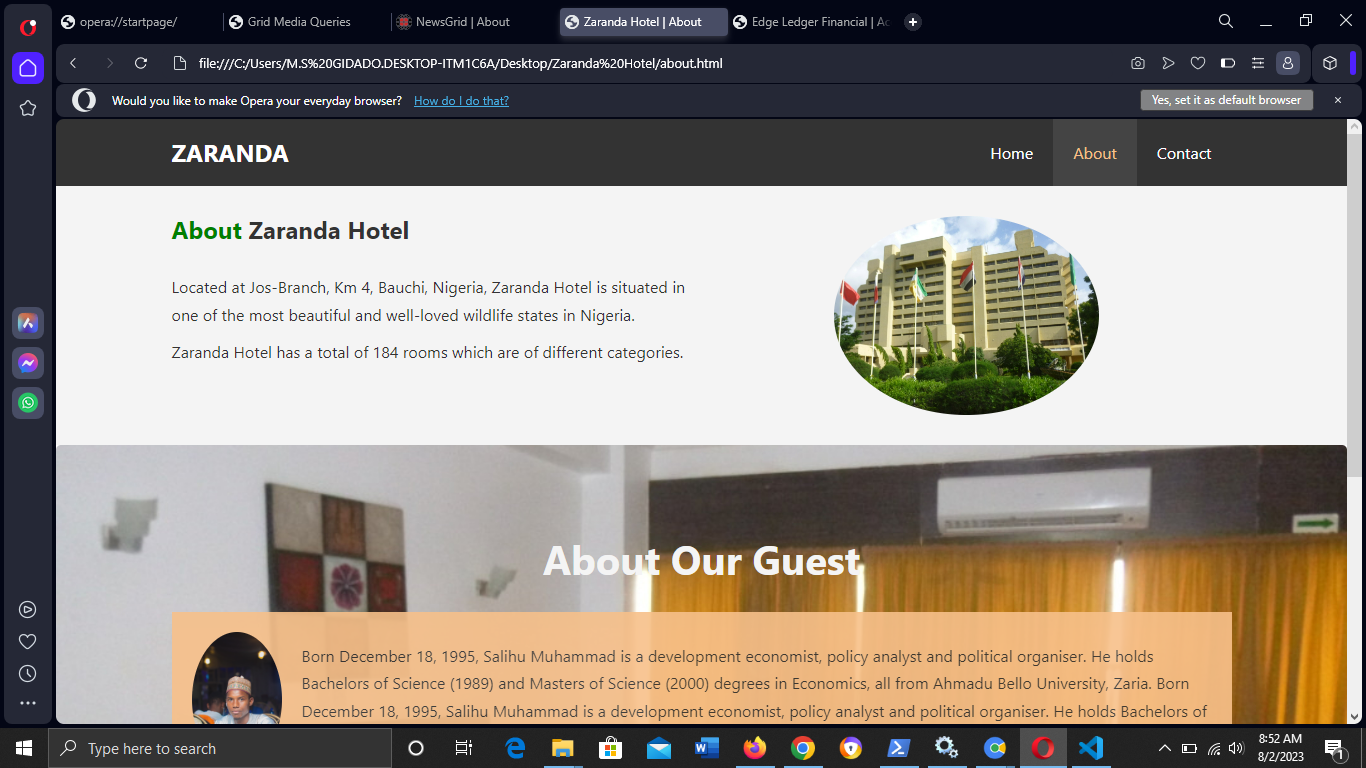 opera://startpage/
Grid Media Queries
NewsGrid | About
Zaranda Hotel | About
Edge Ledger Financial | Ac
file:///C:/Users/M.S%20GIDADO.DESKTOP-ITM1C6A/Desktop/Zaranda%20Hotel/about.html
Would you like to make Opera your everyday browser? How do I do that?
Yes, set it as default browser
ZARANDA
Home
About
Contact
About Zaranda Hotel
Located at Jos-Branch, Km 4, Bauchi, Nigeria, Zaranda Hotel is situated in
one of the most beautiful and well-loved wildlife states in Nigeria.
Zaranda Hotel has a total of 184 rooms which are of different categories.
About Our Guest
Born December 18, 1995, Salihu Muhammad is a development economist, policy analyst and political organiser. He holds
Bachelors of Science (1989) and Masters of Science (2000) degrees in Economics, all from Ahmadu Bello University, Zaria. Born
December 18, 1995, Salihu Muhammad is a development economist, policy analyst and political organiser. He holds Bachelors of
Type here to search
8:52 AM
8/2/2023
1